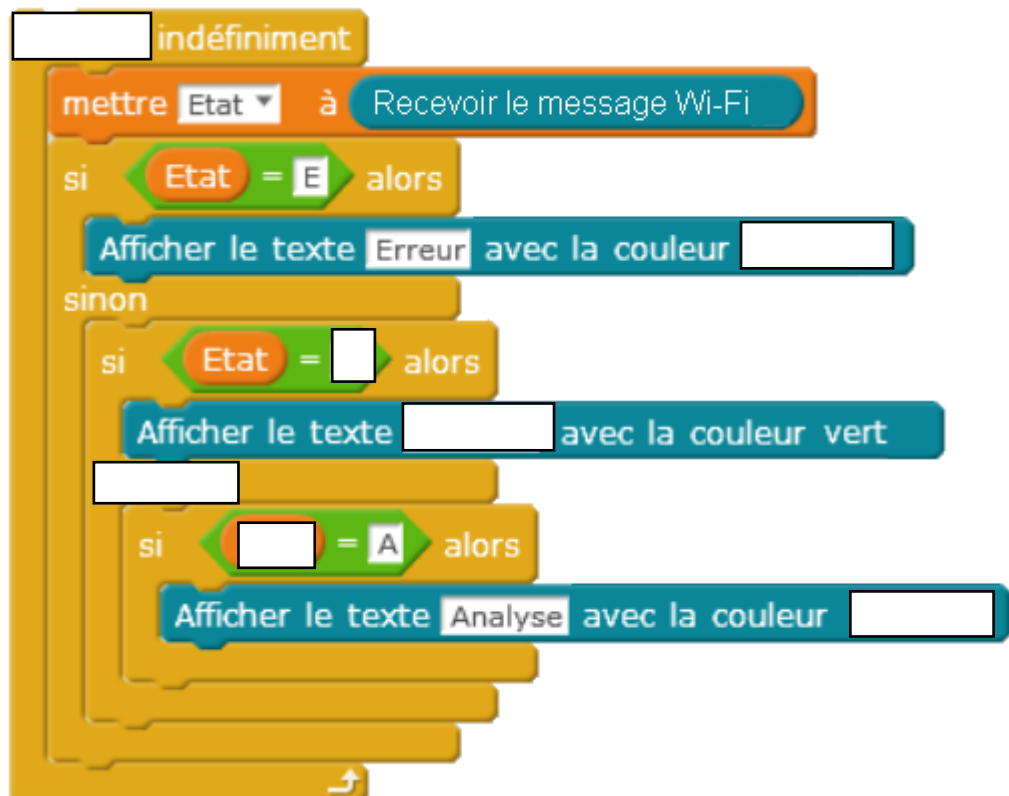 indéfiniment
mettre Etat à Recevoir le message Wi-Fi
si Etat = E alors
Afficher le texte Erreur avec la couleur
sinon
si Etat = alors
Afficher le texte avec la couleur vert
si = A alors
Afficher le texte Analyse avec la couleur